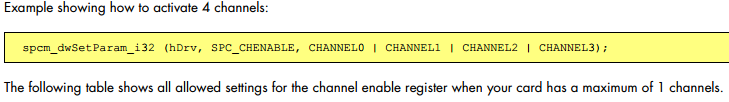 Example showing how to activate 4 channels:
spcm_dwSetParam_i32 (hDrv, SPC_CHENABLE, CHANNEL0 | CHANNEL1 | CHANNEL2 | CHANNEL3);
The following table shows all allowed settings for the channel enable register when your card has a maximum of 1 channels.